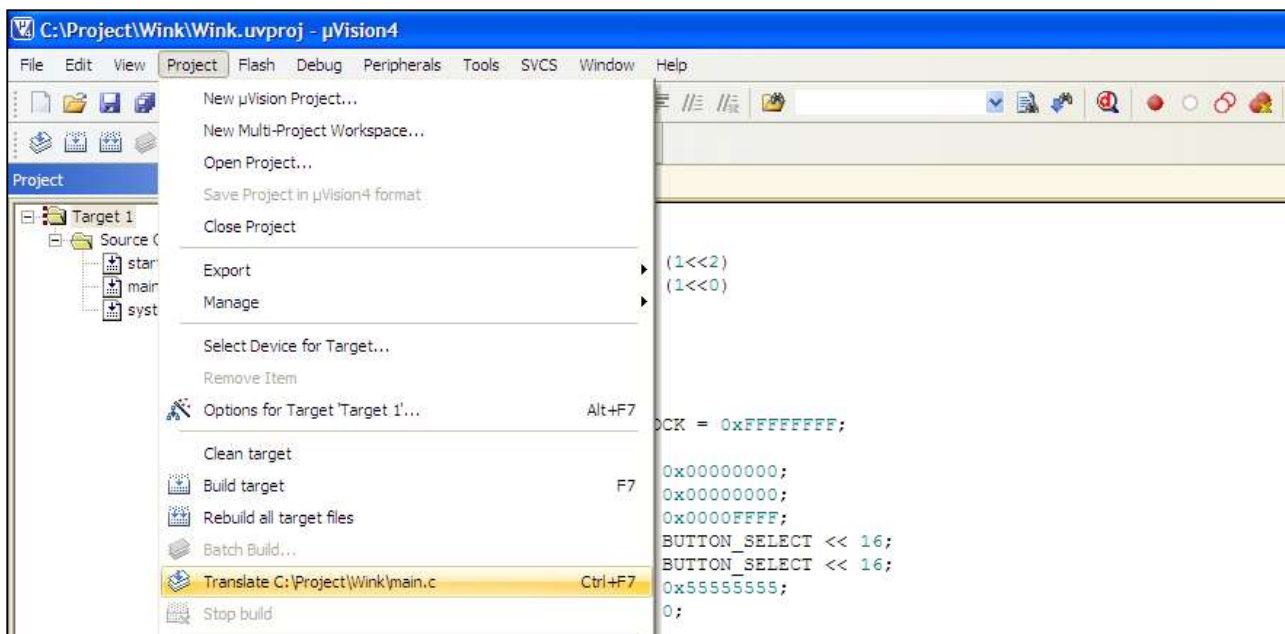 C:\Project\Wink\Wink.uvproj - µVision4
File Edit View Project Flash Debug Peripherals Tools SVCS Window Help
New µVision Project...
New Multi-Project Workspace...
Open Project...
Project
Save Project in µVision4 format
Target 1
Close Project
Source
(1<<2)
Export
(1<<0)
Manage
Select Device for Target...
Remove Item
Options for Target 'Target 1'... Alt+F7
OCK = 0xFFFFFFFF;
Clean target
0x00000000;
Build target F7
0x00000000;
Rebuild all target files
0x0000FFFF;
BUTTON_SELECT << 16;
Batch Build...
BUTTON_SELECT << 16;
Translate C:\Project\Wink\main.c Ctrl+F7
0x55555555;
Stop build
0;